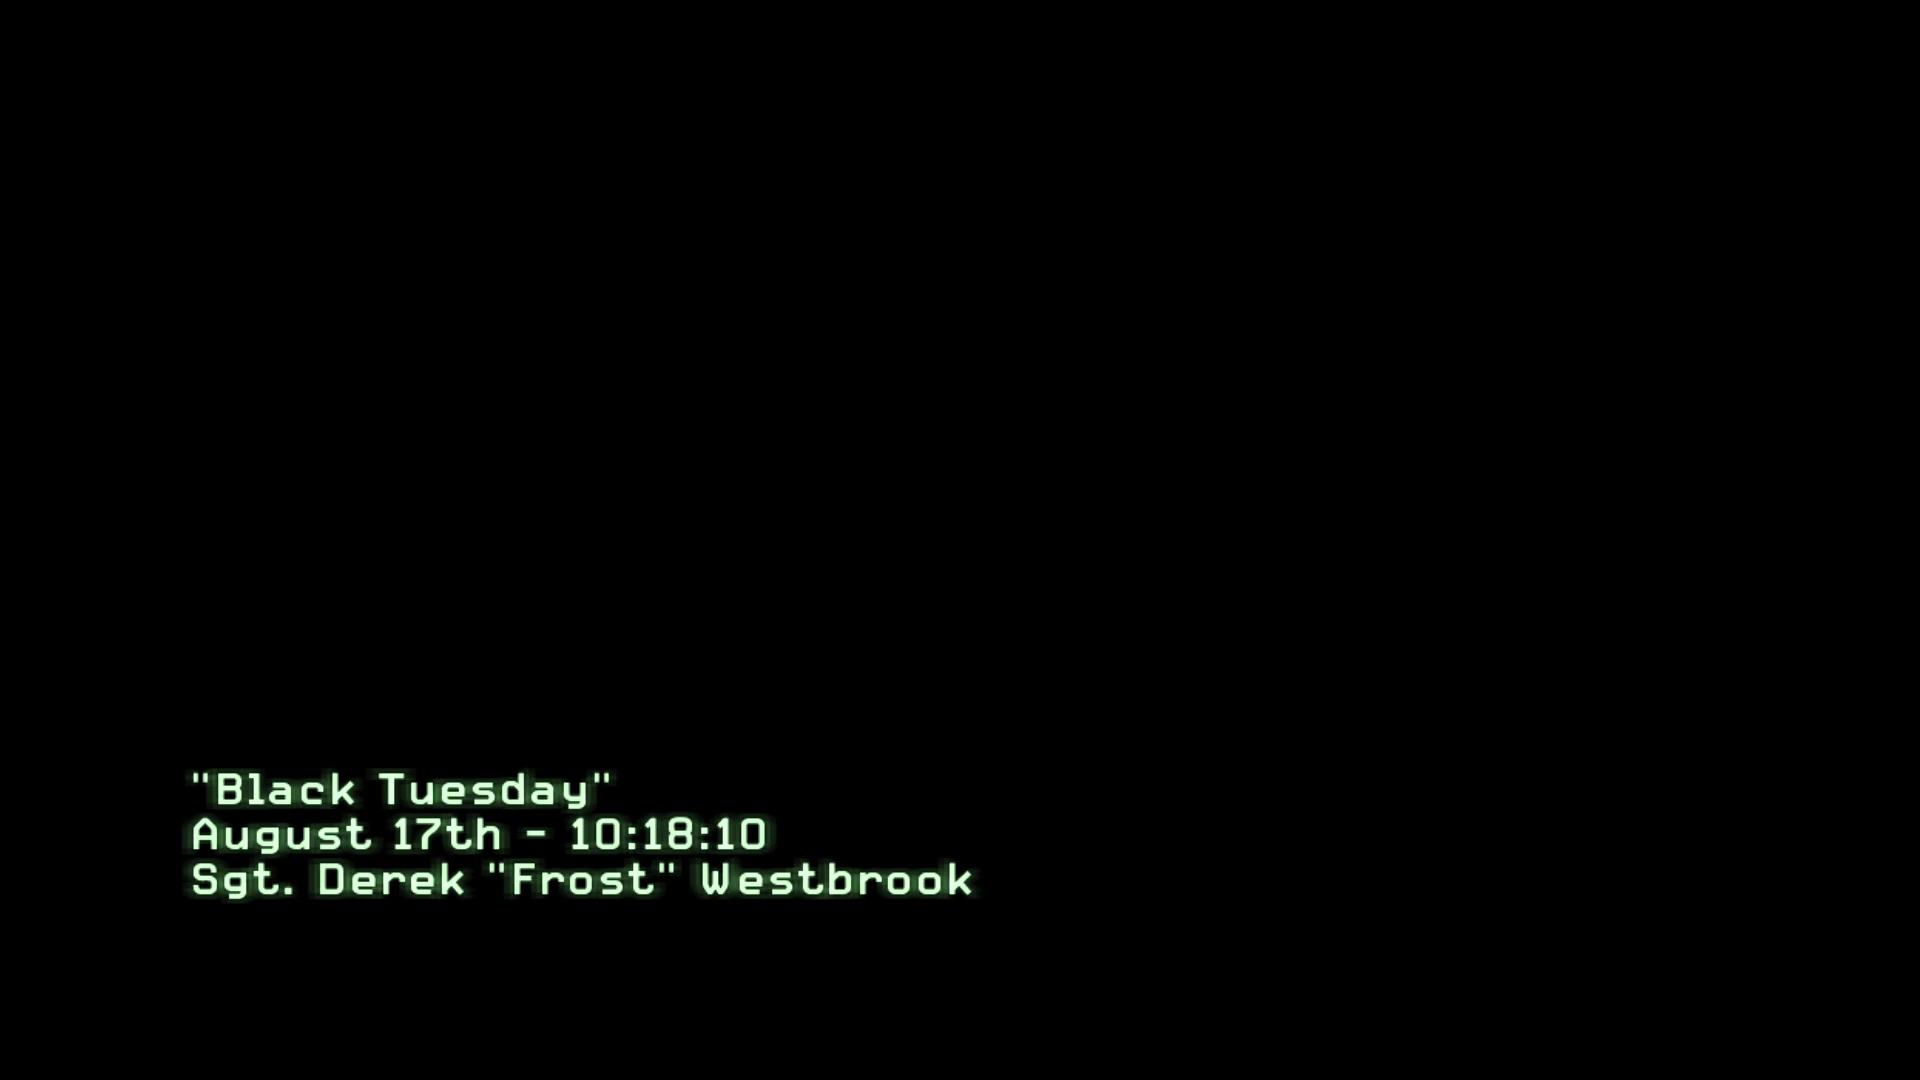 "Black Tuesday"
August 17th - 10:18:10
Sgt. Derek "Frost" Westbrook